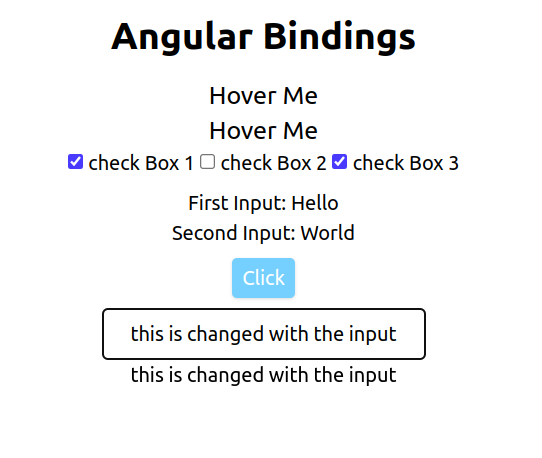 Angular Bindings
Hover Me
Hover Me
check Box 1 check Box 2 check Box 3
First Input: Hello
Second Input: World
Click
this is changed with the input
this is changed with the input